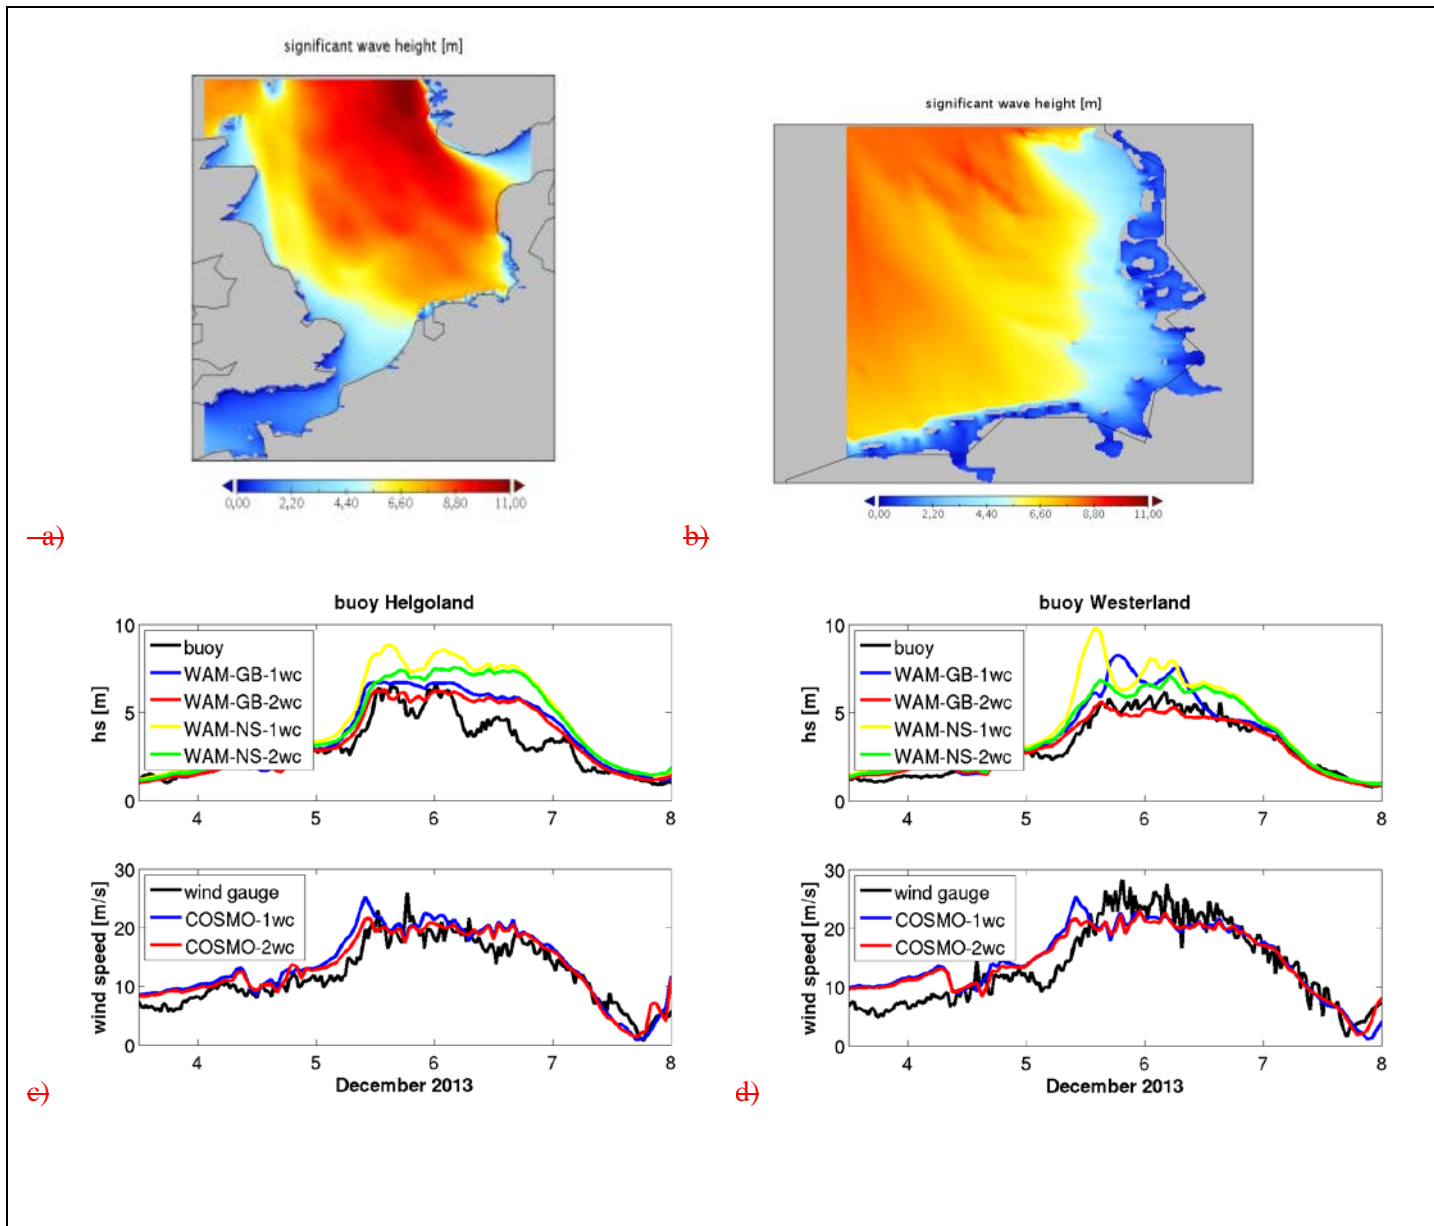 significant wave height [m]
0,00 2,20 4,40 6,60 8,80 11,00
a)
significant wave height [m]
0,00 2,20 4,40 6,60 8,80 11,00
b)
buoy Helgoland
hs [m]
10
5
0
buoy
WAM-GB-1wc
WAM-GB-2wc
WAM-NS-1wc
WAM-NS-2wc
4 5 6 7 8
wind speed [m/s]
30
20
10
0
wind gauge
COSMO-1wc
COSMO-2wc
4 5 6 7 8
December 2013
c)
buoy Westerland
hs [m]
10
5
0
buoy
WAM-GB-1wc
WAM-GB-2wc
WAM-NS-1wc
WAM-NS-2wc
4 5 6 7 8
wind speed [m/s]
30
20
10
0
wind gauge
COSMO-1wc
COSMO-2wc
4 5 6 7 8
December 2013
d)